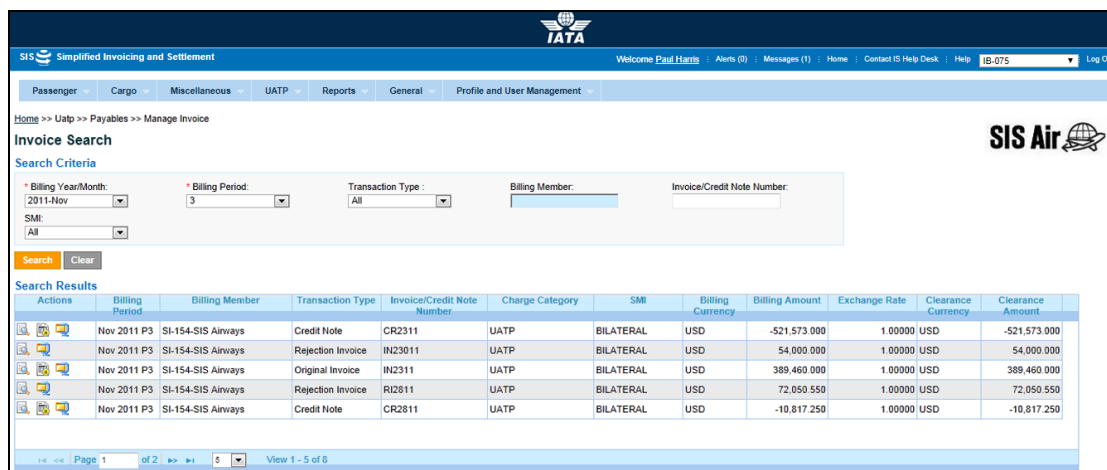 IATA
SIS Simplified Invoicing and Settlement Welcome Paul Harris Alerts (0) Messages (1) Home Contact IS Help Desk Help IB-075 Log O
Passenger Cargo Miscellaneous UATP Reports General Profile and User Management
Home >> Uatp >> Payables >> Manage Invoice
Invoice Search SIS Air
Search Criteria
* Billing Year/Month: * Billing Period: Transaction Type : Billing Member: Invoice/Credit Note Number:
2011-Nov 3 All
SMI:
All
Search Clear
Search Results
Actions Billing Period Billing Member Transaction Type Invoice/Credit Note Number Charge Category SMI Billing Currency Billing Amount Exchange Rate Clearance Currency Clearance Amount
Nov 2011 P3 SI-154-SIS Airways Credit Note CR2311 UATP BILATERAL USD -521,573.000 1.00000 USD -521,573.000
Nov 2011 P3 SI-154-SIS Airways Rejection Invoice IN23011 UATP BILATERAL USD 54,000.000 1.00000 USD 54,000.000
Nov 2011 P3 SI-154-SIS Airways Original Invoice IN2311 UATP BILATERAL USD 389,460.000 1.00000 USD 389,460.000
Nov 2011 P3 SI-154-SIS Airways Rejection Invoice RI2811 UATP BILATERAL USD 72,050.550 1.00000 USD 72,050.550
Nov 2011 P3 SI-154-SIS Airways Credit Note CR2811 UATP BILATERAL USD -10,817.250 1.00000 USD -10,817.250
Page 1 of 2 5 View 1 - 5 of 8